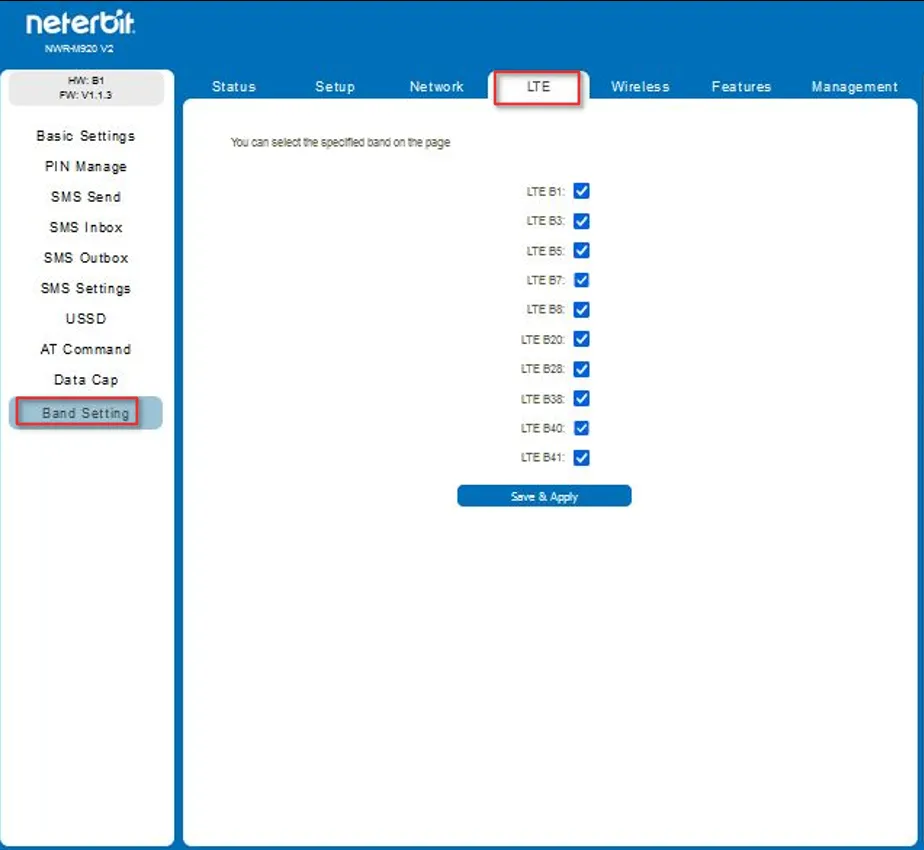 neterbit.
NWR-M920 V2
HW: B1
FW: V1.1.3
Status Setup Network LTE Wireless Features Management
Basic Settings
PIN Manage
SMS Send
SMS Inbox
SMS Outbox
SMS Settings
USSD
AT Command
Data Cap
Band Setting
You can select the specified band on the page
LTE B1:
LTE B3:
LTE B5:
LTE B7:
LTE B8:
LTE B20:
LTE B28:
LTE B38:
LTE B40:
LTE B41:
Save & Apply